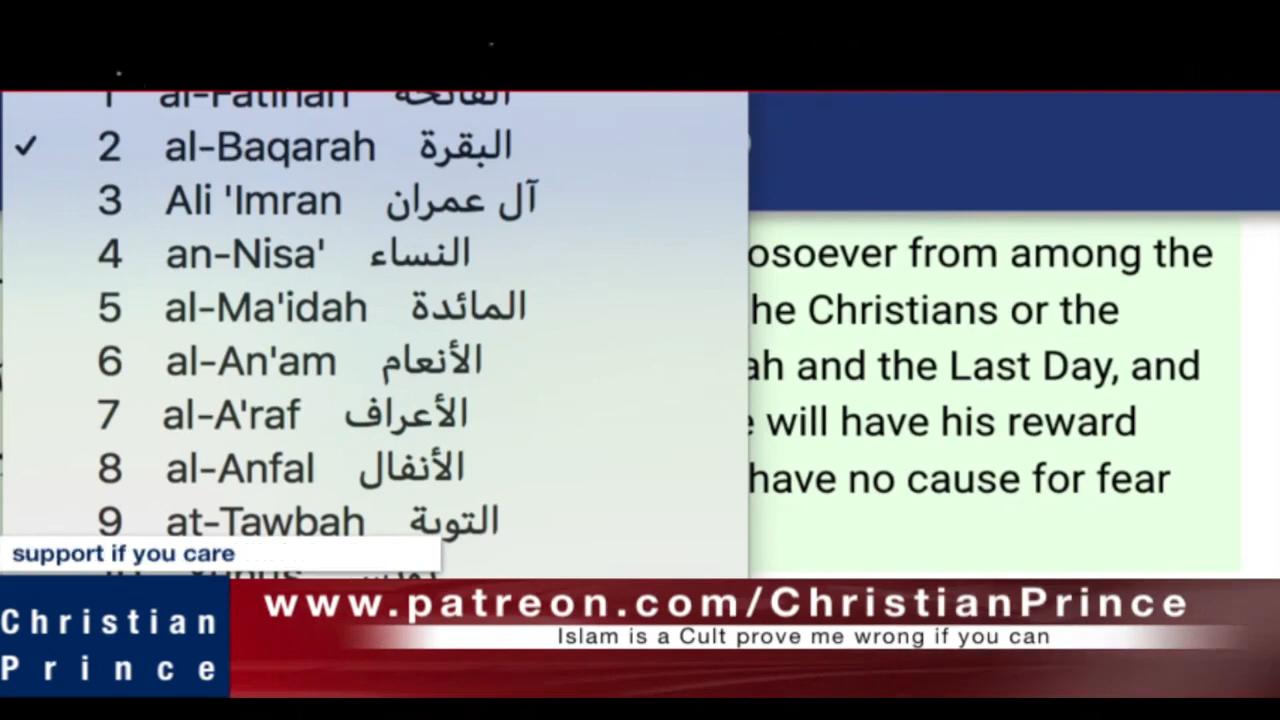 1 al-Fatihah الفاتحة
✓ 2 al-Baqarah البقرة
3 Ali 'Imran آل عمران
4 an-Nisa' النساء
5 al-Ma'idah المائدة
6 al-An'am الأنعام
7 al-A'raf الأعراف
8 al-Anfal الأنفال
9 at-Tawbah التوبة
osoever from among the
he Christians or the
ah and the Last Day, and
will have his reward
have no cause for fear
support if you care
Christian
Prince
www.patreon.com/ChristianPrince
Islam is a Cult prove me wrong if you can